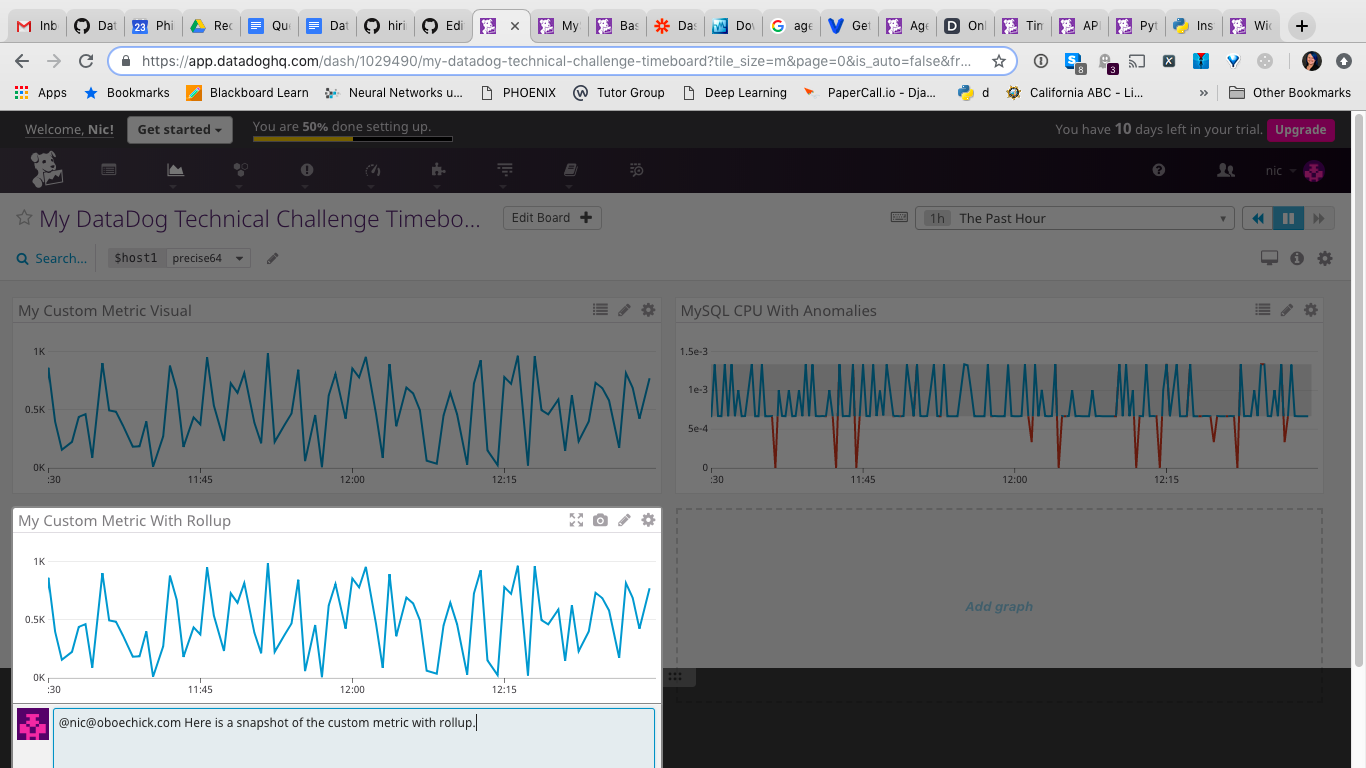 Inb Dat 23 Phi Rec Que Dat hiri Edi My Bas Das Dov age Get Age D Onl Tin API Pyt Ins Wic
https://app.datadoghq.com/dash/1029490/my-datadog-technical-challenge-timeboard?tile_size=m&page=0&is_auto=false&fr... 8 3
Apps Bookmarks Blackboard Learn Neural Networks u... PHOENIX Tutor Group Deep Learning PaperCall.io - Dja... d California ABC - Li... » Other Bookmarks
Welcome, Nic! Get started You are 50% done setting up. You have 10 days left in your trial. Upgrade
nic
My DataDog Technical Challenge Timebo... Edit Board + 1h The Past Hour
Search... $host1 precise64
My Custom Metric Visual
1K
0.5K
0K
:30 11:45 12:00 12:15
MySQL CPU With Anomalies
1.5e-3
1e-3
5e-4
0
:30 11:45 12:00 12:15
My Custom Metric With Rollup
1K
0.5K
0K
:30 11:45 12:00 12:15
Add graph
@nic@oboechick.com Here is a snapshot of the custom metric with rollup.